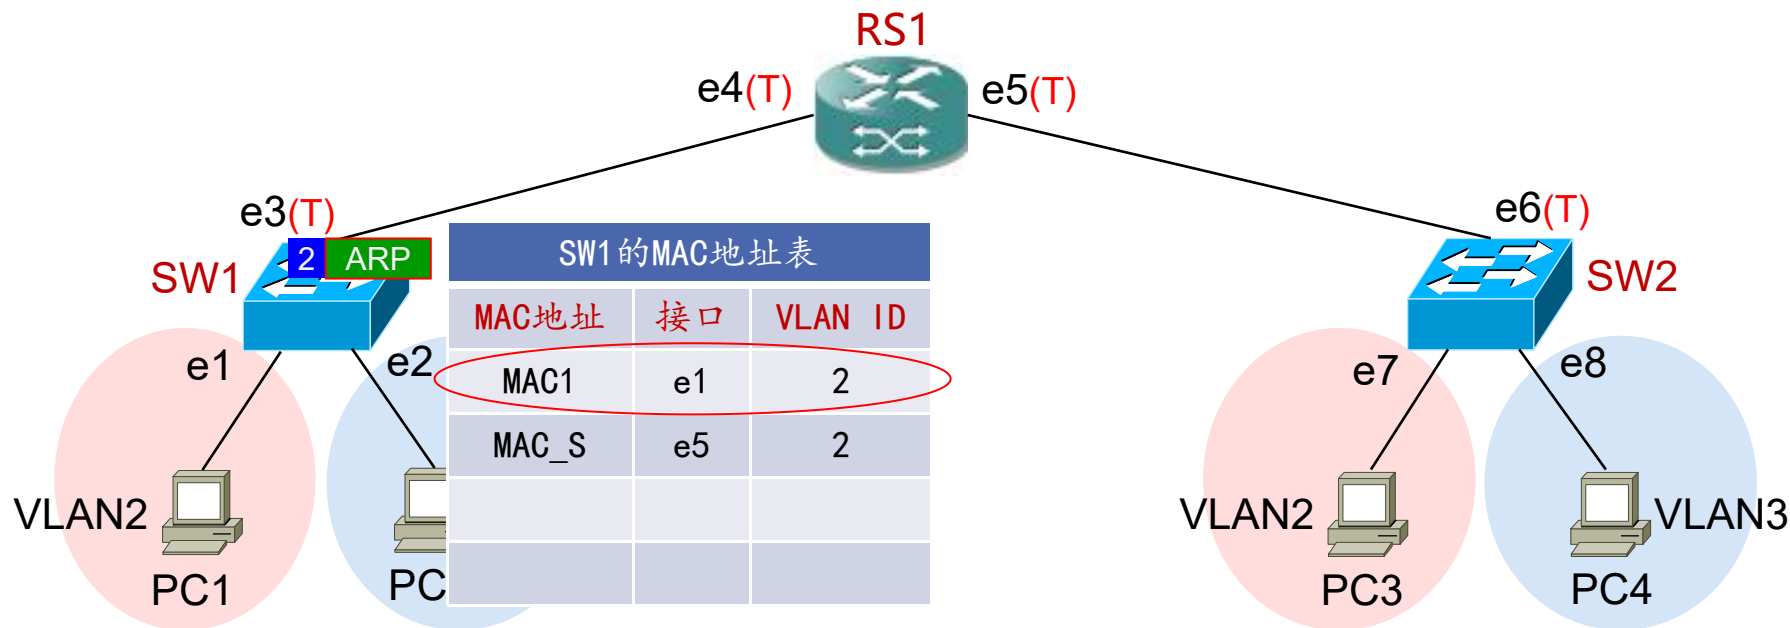 RS1
e4(T)
e5(T)
e3(T)
e6(T)
2 ARP
SW1
SW2
SW1的MAC地址表
MAC地址 接口 VLAN ID
MAC1 e1 2
MAC_S e5 2
e1
e2
e7
e8
VLAN2
VLAN2
VLAN3
PC1
PC
PC3
PC4